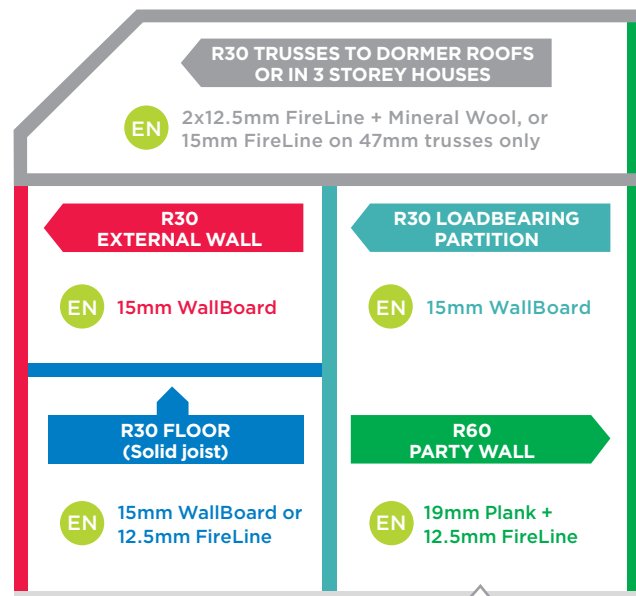 R30 TRUSSES TO DORMER ROOFS
OR IN 3 STOREY HOUSES
EN
2x12.5mm FireLine + Mineral Wool, or
15mm FireLine on 47mm trusses only
R30
EXTERNAL WALL
EN
15mm WallBoard
R30 LOADBEARING
PARTITION
EN
15mm WallBoard
R30 FLOOR
(Solid joist)
EN
15mm WallBoard or
12.5mm FireLine
R60
PARTY WALL
EN
19mm Plank +
12.5mm FireLine